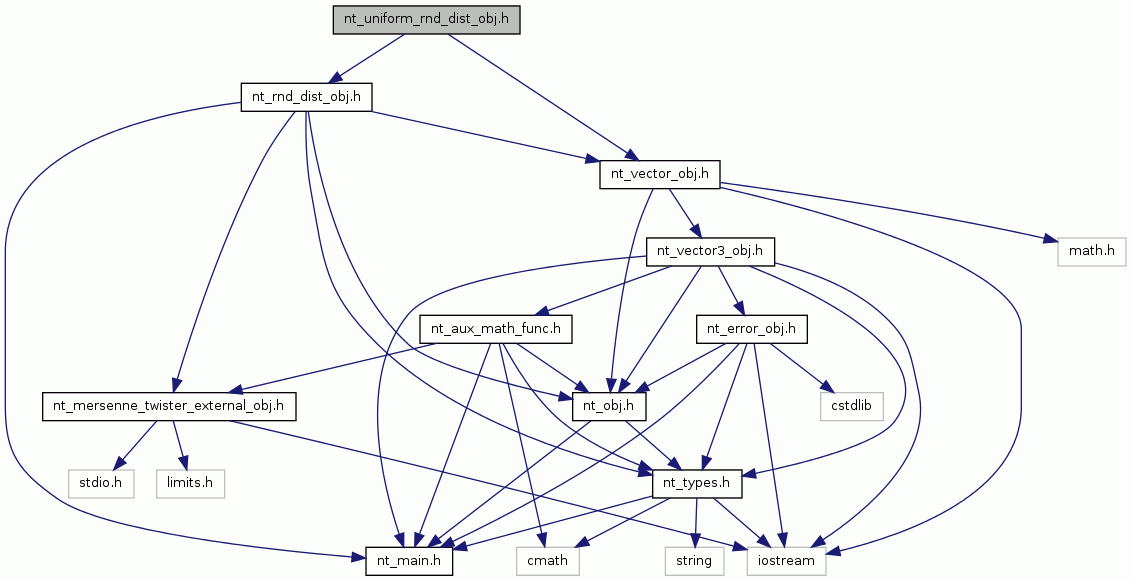 nt_uniform_rnd_dist_obj.h
nt_rnd_dist_obj.h
nt_vector_obj.h
nt_vector3_obj.h
math.h
nt_aux_math_func.h
nt_error_obj.h
nt_mersenne_twister_external_obj.h
nt_obj.h
cstdlib
stdio.h
limits.h
nt_types.h
nt_main.h
cmath
string
iostream